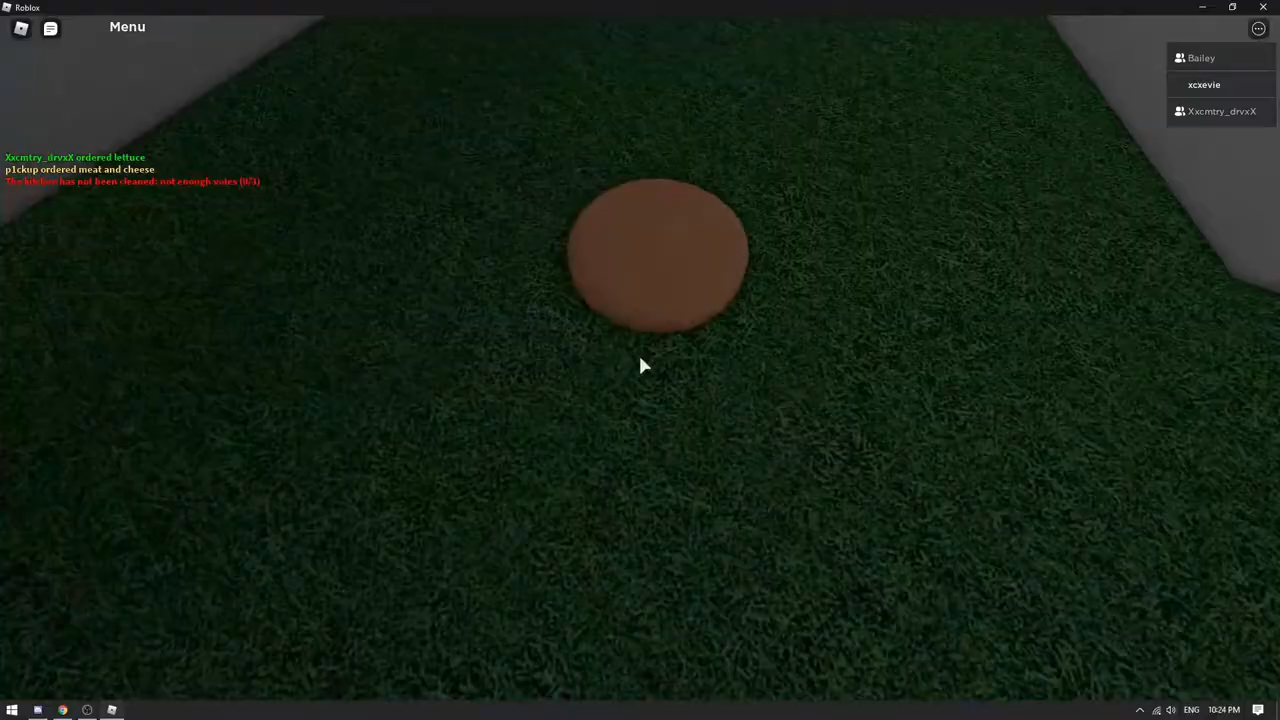 Roblox
Menu
Bailey
xcxevie
Xxcmtry_drvxX
Xxcmtry_drvxX ordered lettuce
p1ckup ordered meat and cheese
The kitchen has not been cleaned: not enough votes (0/3)
ENG
10:24 PM